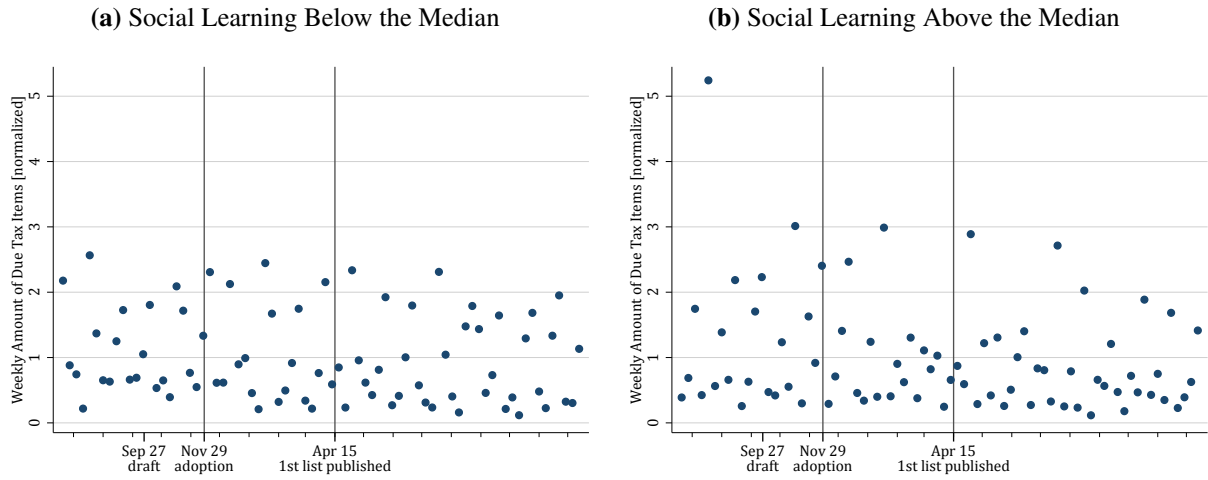 (a) Social Learning Below the Median
Weekly Amount of Due Tax Items [normalized]
5
4
3
2
1
0
Sep 27
draft
Nov 29
adoption
Apr 15
1st list published
(b) Social Learning Above the Median
Weekly Amount of Due Tax Items [normalized]
5
4
3
2
1
0
Sep 27
draft
Nov 29
adoption
Apr 15
1st list published